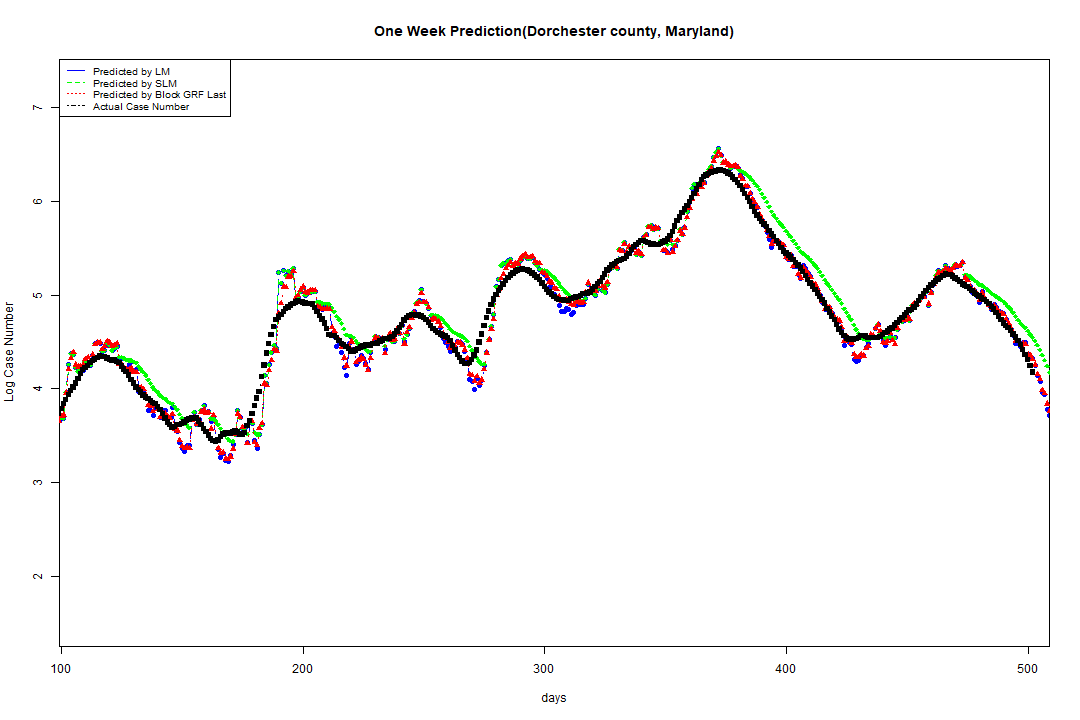 One Week Prediction(Dorchester county, Maryland)
Predicted by LM
Predicted by SLM
Predicted by Block GRF Last
Actual Case Number
7
6
5
4
3
2
Log Case Number
100 200 300 400 500
days